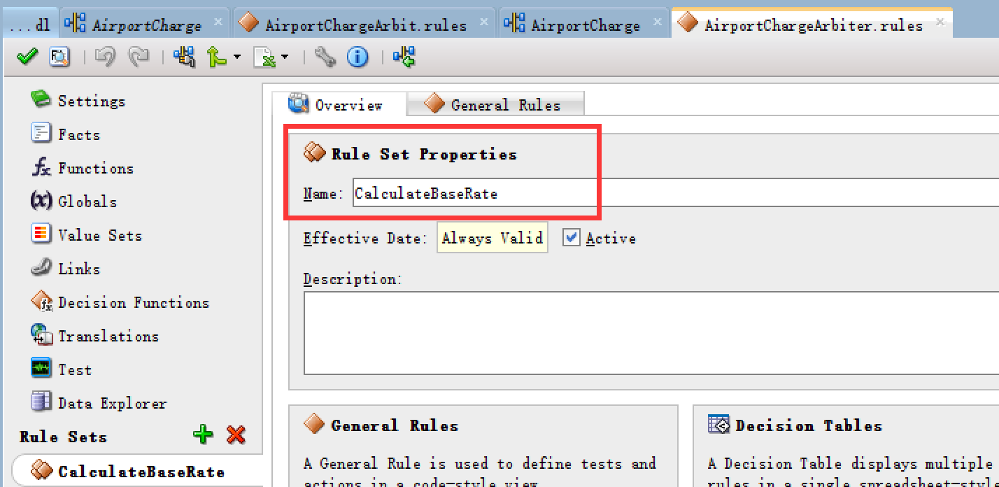 ...dl AirportCharge AirportChargeArbit.rules AirportCharge AirportChargeArbiter.rules
Settings
Facts
Functions
Globals
Value Sets
Links
Decision Functions
Translations
Test
Data Explorer
Rule Sets
CalculateBaseRate
Overview General Rules
Rule Set Properties
Name: CalculateBaseRate
Effective Date: Always Valid Active
Description:
General Rules
A General Rule is used to define tests and
actions in a code-style view
Decision Tables
A Decision Table displays multiple
rules in a single spreadsheet-style